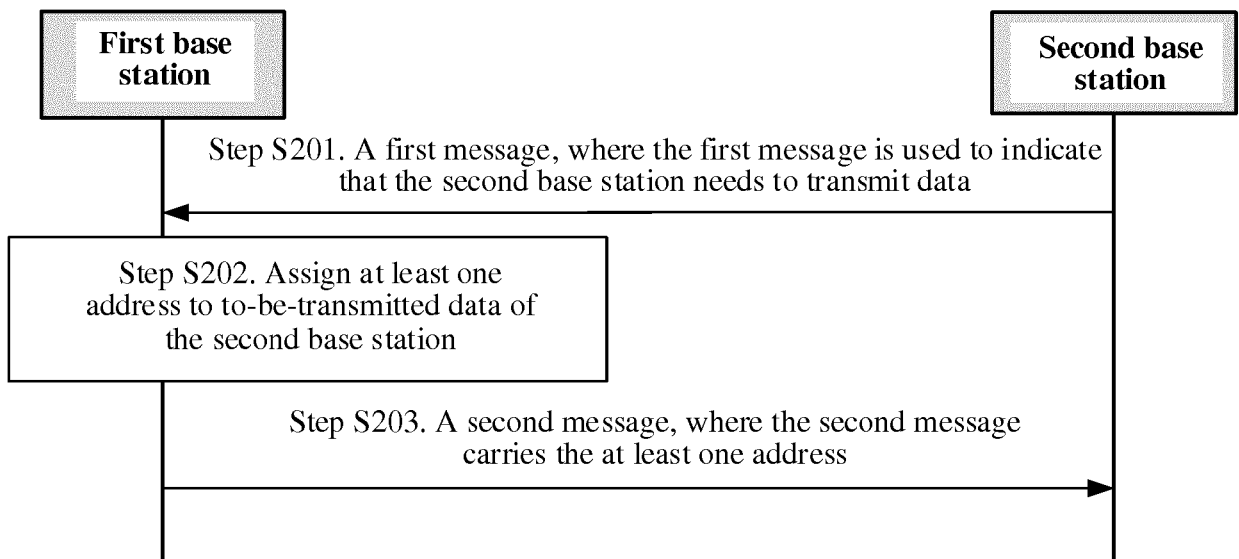 First base
station
Second base
station
Step S201. A first message, where the first message is used to indicate
that the second base station needs to transmit data
Step S202. Assign at least one
address to to-be-transmitted data of
the second base station
Step S203. A second message, where the second message
carries the at least one address